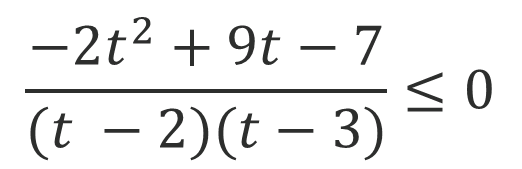 −2t² + 9t − 7
(t − 2)(t − 3) ≤ 0